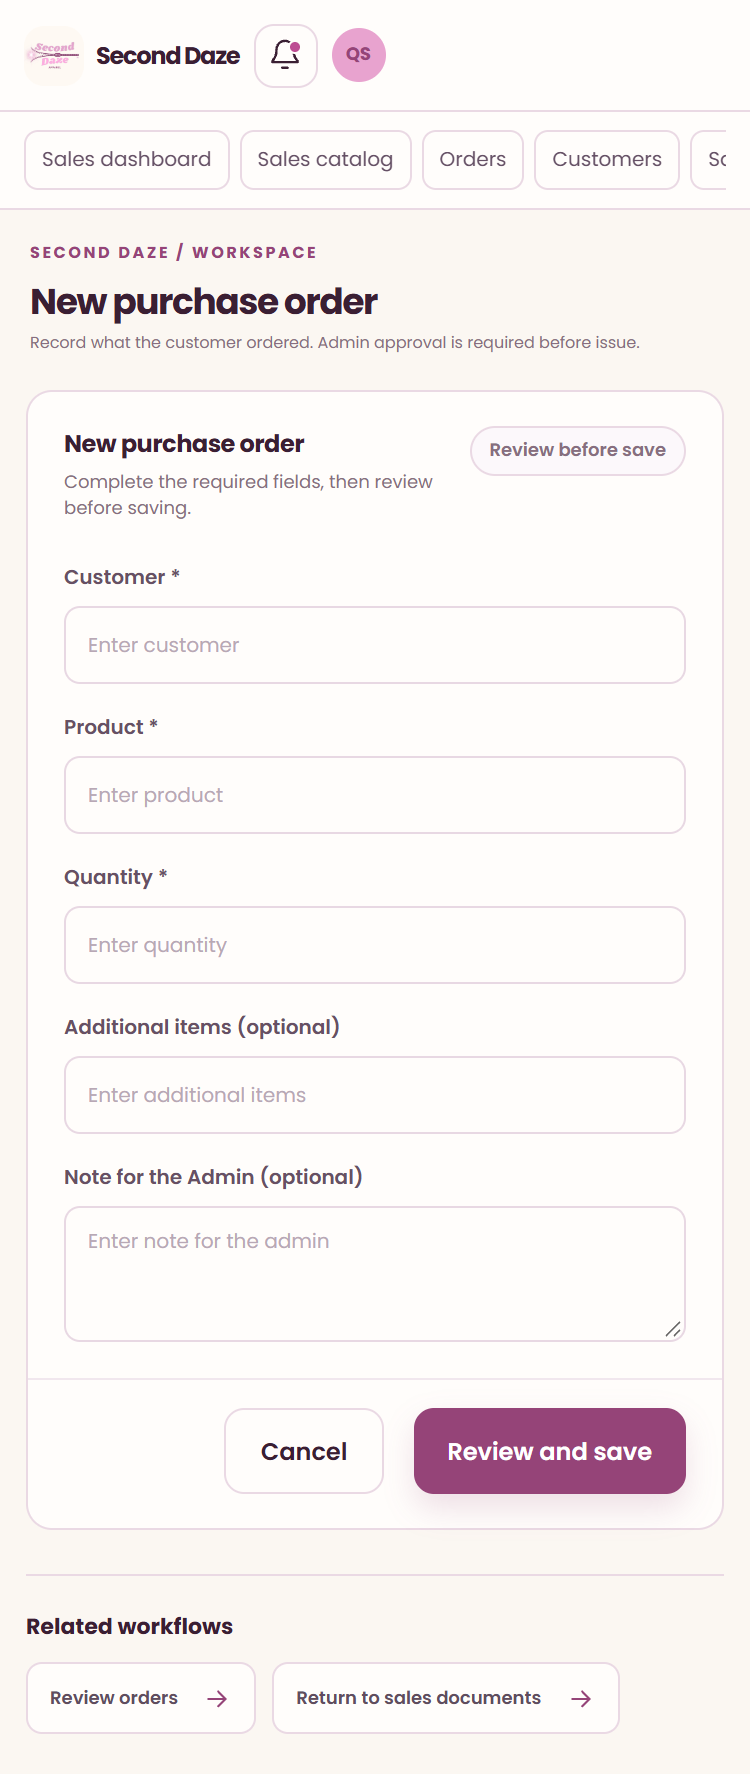 Second
Daze
Second Daze
QS
Sales dashboard
Sales catalog
Orders
Customers
SECOND DAZE / WORKSPACE
New purchase order
Record what the customer ordered. Admin approval is required before issue.
New purchase order
Review before save
Complete the required fields, then review
before saving.
Customer *
Enter customer
Product *
Enter product
Quantity *
Enter quantity
Additional items (optional)
Enter additional items
Note for the Admin (optional)
Enter note for the admin
Cancel
Review and save
Related workflows
Review orders
Return to sales documents